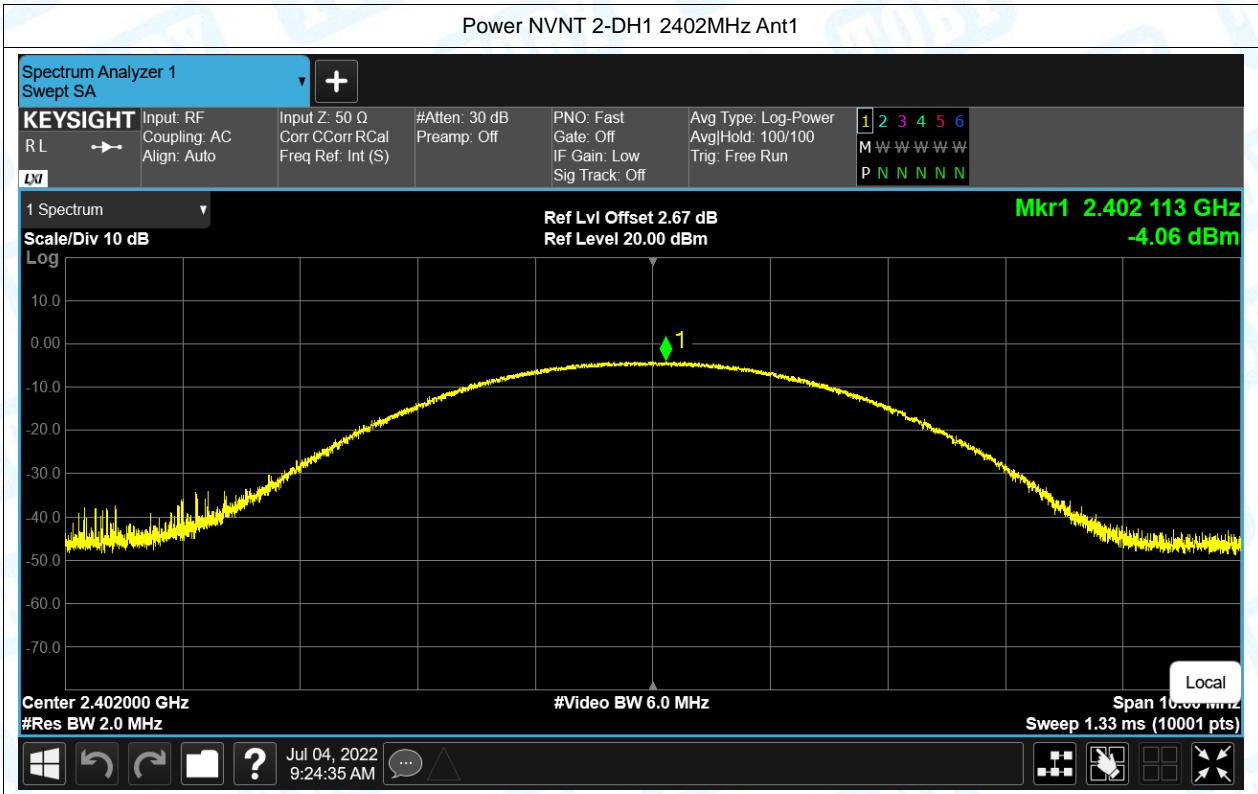 Power NVNT 2-DH1 2402MHz Ant1
Spectrum Analyzer 1
Swept SA
KEYSIGHT
R L
LXI
Input: RF
Coupling: AC
Align: Auto
Input Z: 50 Ω
Corr CCorr RCal
Freq Ref: Int (S)
#Atten: 30 dB
Preamp: Off
PNO: Fast
Gate: Off
IF Gain: Low
Sig Track: Off
Avg Type: Log-Power
Avg|Hold: 100/100
Trig: Free Run
1 2 3 4 5 6
M W W W W W
P N N N N N
1 Spectrum
Scale/Div 10 dB
Ref Lvl Offset 2.67 dB
Ref Level 20.00 dBm
Mkr1 2.402 113 GHz
-4.06 dBm
Log
10.0
0.00
-10.0
-20.0
-30.0
-40.0
-50.0
-60.0
-70.0
1
Local
Center 2.402000 GHz
#Video BW 6.0 MHz
Span 10.00 MHz
#Res BW 2.0 MHz
Sweep 1.33 ms (10001 pts)
?
Jul 04, 2022
9:24:35 AM